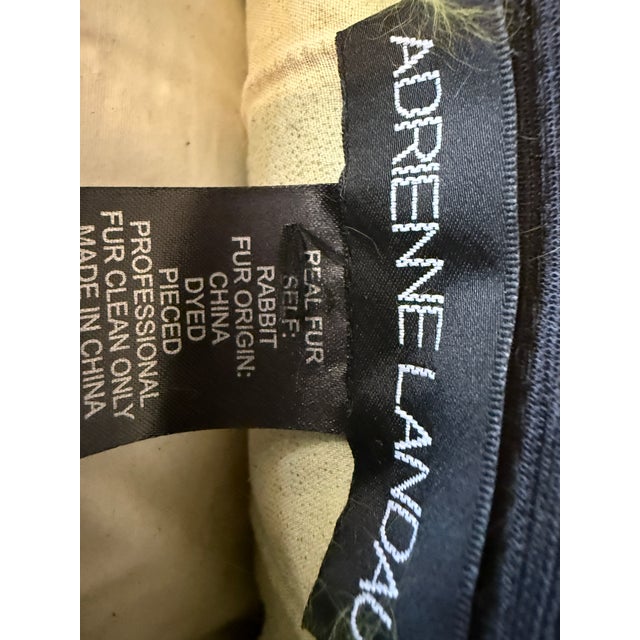 ADRIENNE LANDAU
REAL FUR
SELF:
RABBIT
FUR ORIGIN:
CHINA
DYED
PIECED
PROFESSIONAL
FUR CLEAN ONLY
MADE IN CHINA